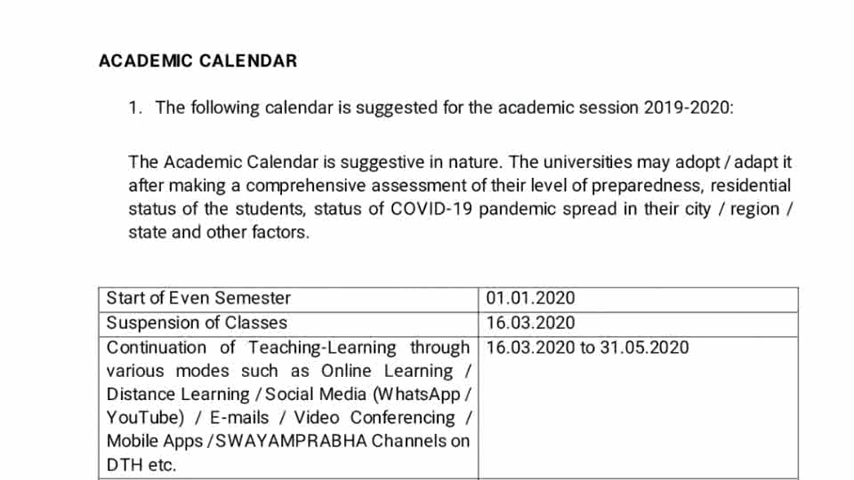 ACADEMIC CALENDAR
1. The following calendar is suggested for the academic session 2019-2020:
The Academic Calendar is suggestive in nature. The universities may adopt / adapt it
after making a comprehensive assessment of their level of preparedness, residential
status of the students, status of COVID-19 pandemic spread in their city / region /
state and other factors.
Start of Even Semester 01.01.2020
Suspension of Classes 16.03.2020
Continuation of Teaching-Learning through 16.03.2020 to 31.05.2020
various modes such as Online Learning /
Distance Learning / Social Media (WhatsApp /
YouTube) / E-mails / Video Conferencing /
Mobile Apps /SWAYAMPRABHA Channels on
DTH etc.